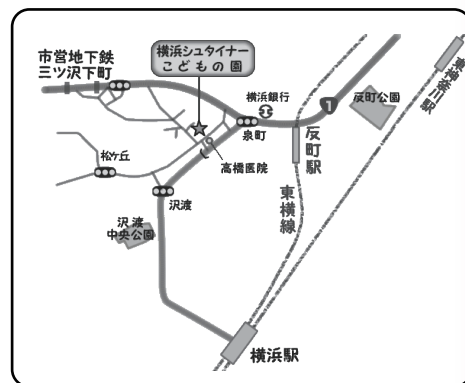 市営地下鉄
三ツ沢下町
横浜シュタイナー
こどもの園
横浜銀行
1
反町公園
東神奈川駅
泉町
反町駅
松ケ丘
高橋医院
東横線
沢渡
沢渡
中央公園
横浜駅